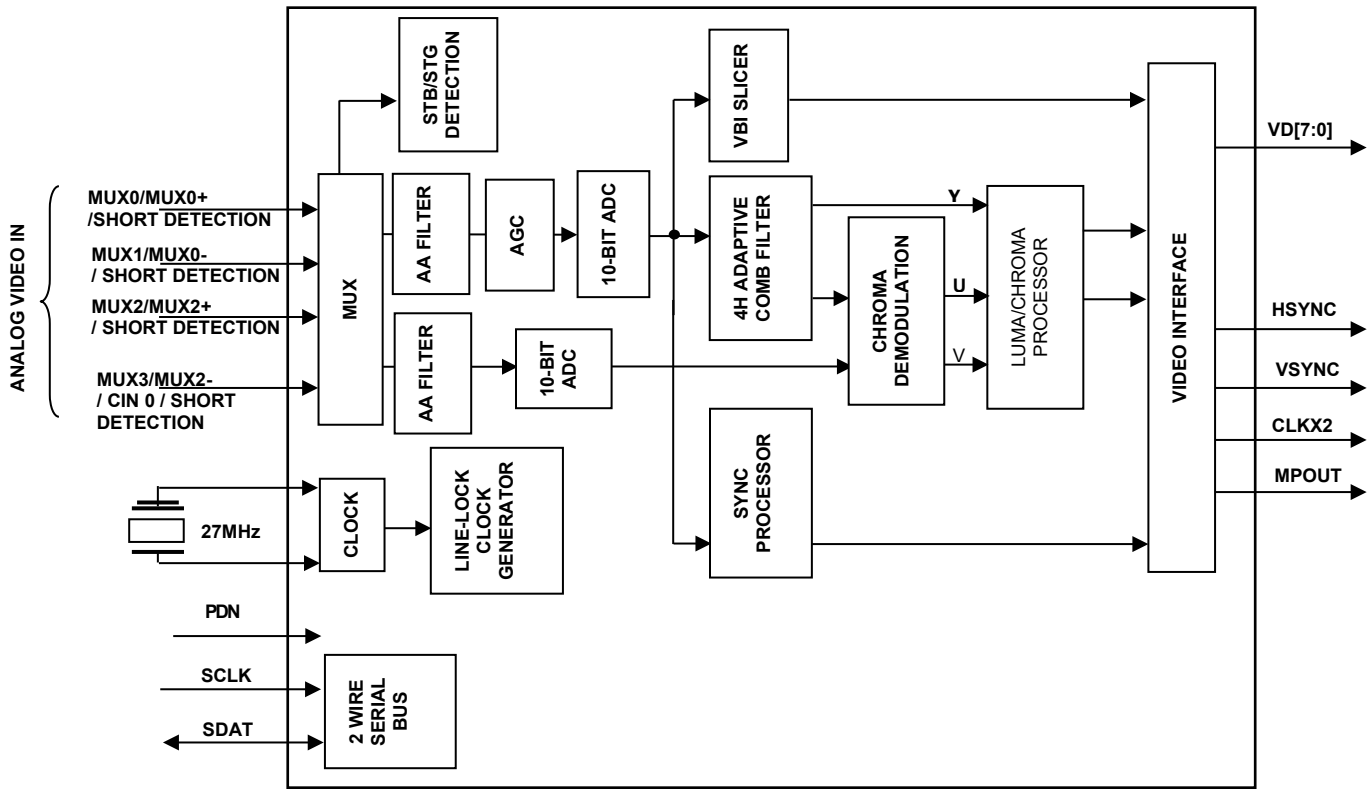 ANALOG VIDEO IN
MUX0/MUX0+
/SHORT DETECTION
MUX1/MUX0-
/ SHORT DETECTION
MUX2/MUX2+
/ SHORT DETECTION
MUX3/MUX2-
/ CIN 0 / SHORT
DETECTION
27MHz
PDN
SCLK
SDAT
STB/STG
DETECTION
MUX
AA FILTER
AGC
10-BIT ADC
AA FILTER
10-BIT
ADC
CLOCK
LINE-LOCK
CLOCK
GENERATOR
2 WIRE
SERIAL
BUS
VBI SLICER
4H ADAPTIVE
COMB FILTER
SYNC
PROCESSOR
CHROMA
DEMODULATION
Y
U
V
LUMA/CHROMA
PROCESSOR
VIDEO INTERFACE
VD[7:0]
HSYNC
VSYNC
CLKX2
MPOUT